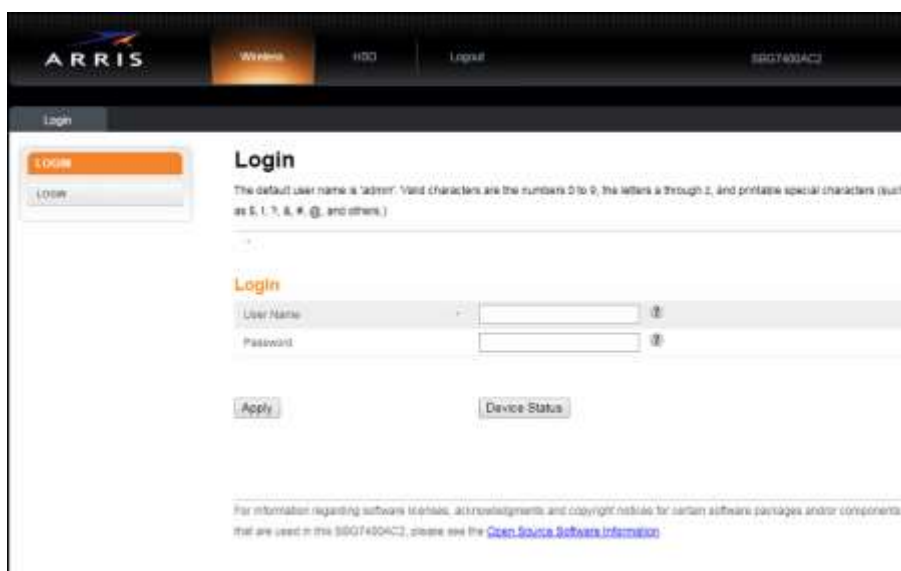 ARRIS
Wireless
HSD
Logout
SBG7400AC2
Login
LOGIN
LOGIN
Login
The default user name is 'admin'. Valid characters are the numbers 0 to 9, the letters a through z, and printable special characters (such
as $, !, ?, &, #, @, and others.)
Login
User Name
Password
Apply
Device Status
For information regarding software licenses, acknowledgments and copyright notices for certain software packages and/or components
that are used in this SBG7400AC2, please see the Open Source Software Information